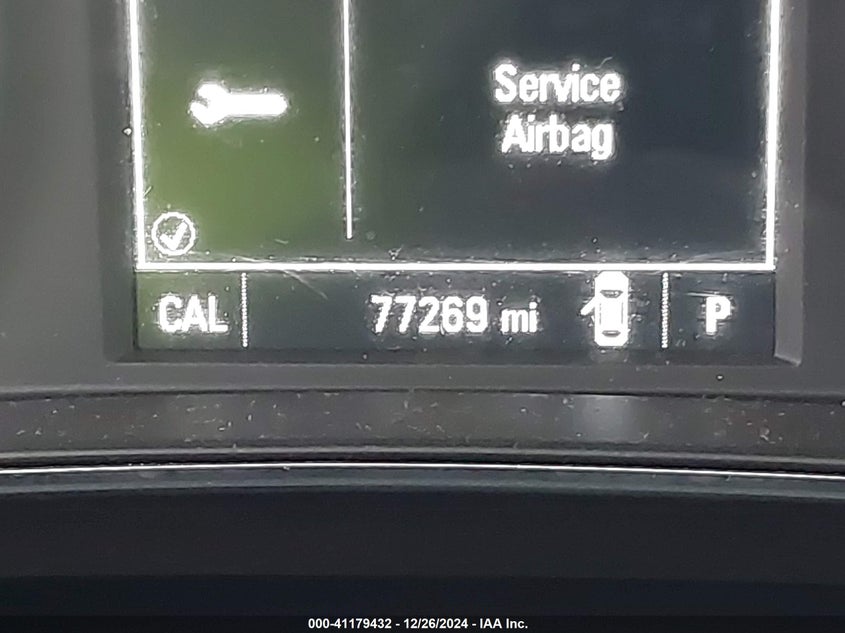 Service
Airbag
CAL 77269 mi P
000-41179432 - 12/26/2024 - IAA Inc.